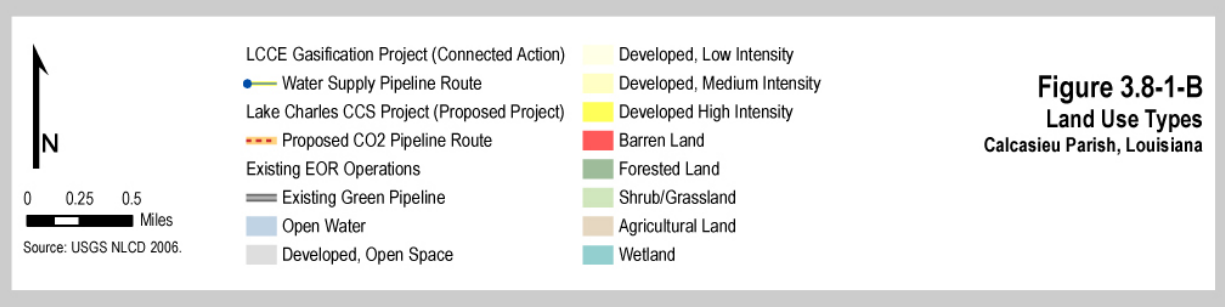 N
0 0.25 0.5
Miles
Source: USGS NLCD 2006.
LCCE Gasification Project (Connected Action)
Water Supply Pipeline Route
Lake Charles CCS Project (Proposed Project)
Proposed CO2 Pipeline Route
Existing EOR Operations
Existing Green Pipeline
Open Water
Developed, Open Space
Developed, Low Intensity
Developed, Medium Intensity
Developed High Intensity
Barren Land
Forested Land
Shrub/Grassland
Agricultural Land
Wetland
Figure 3.8-1-B
Land Use Types
Calcasieu Parish, Louisiana